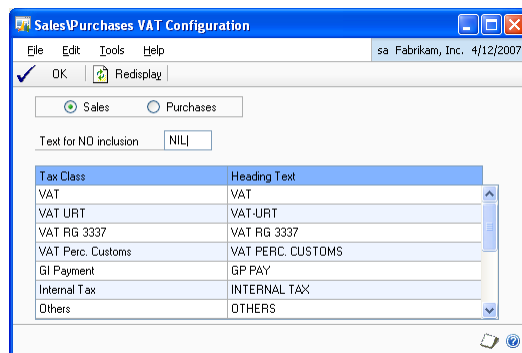 Sales\Purchases VAT Configuration
File Edit Tools Help sa Fabrikam, Inc. 4/12/2007
OK Redisplay
Sales Purchases
Text for NO inclusion NIL
Tax Class Heading Text
VAT VAT
VAT URT VAT-URT
VAT RG 3337 VAT RG 3337
VAT Perc. Customs VAT PERC. CUSTOMS
GI Payment GP PAY
Internal Tax INTERNAL TAX
Others OTHERS